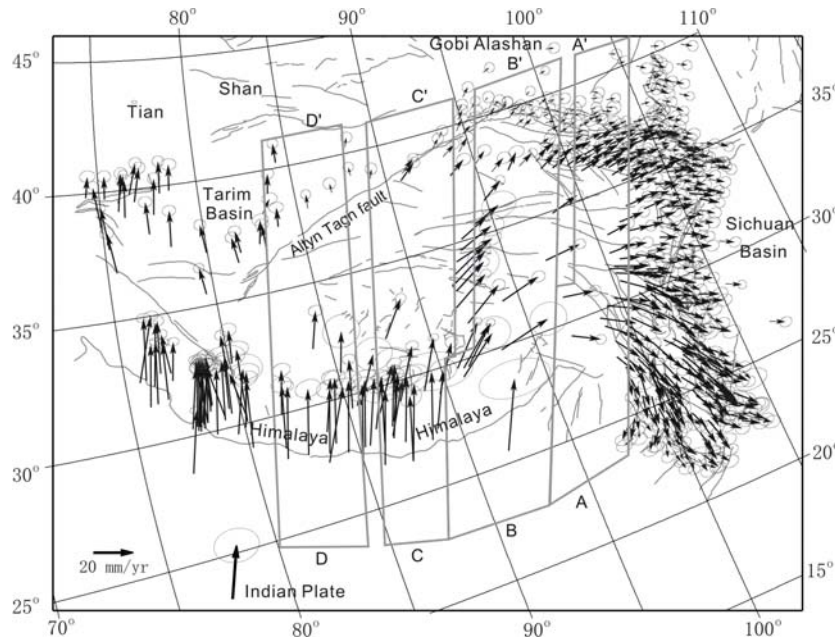 80° 90° 100° 110°
45°
Gobi Alashan
A'
B'
C'
D'
Shan
Tian
35°
40°
Tarim
Basin
Altyn Tagn fault
Sichuan
Basin
30°
35°
25°
Himalaya
Himalaya
20°
30°
A
B
C
D
20 mm/yr
Indian Plate
15°
25°
70° 80° 90° 100°